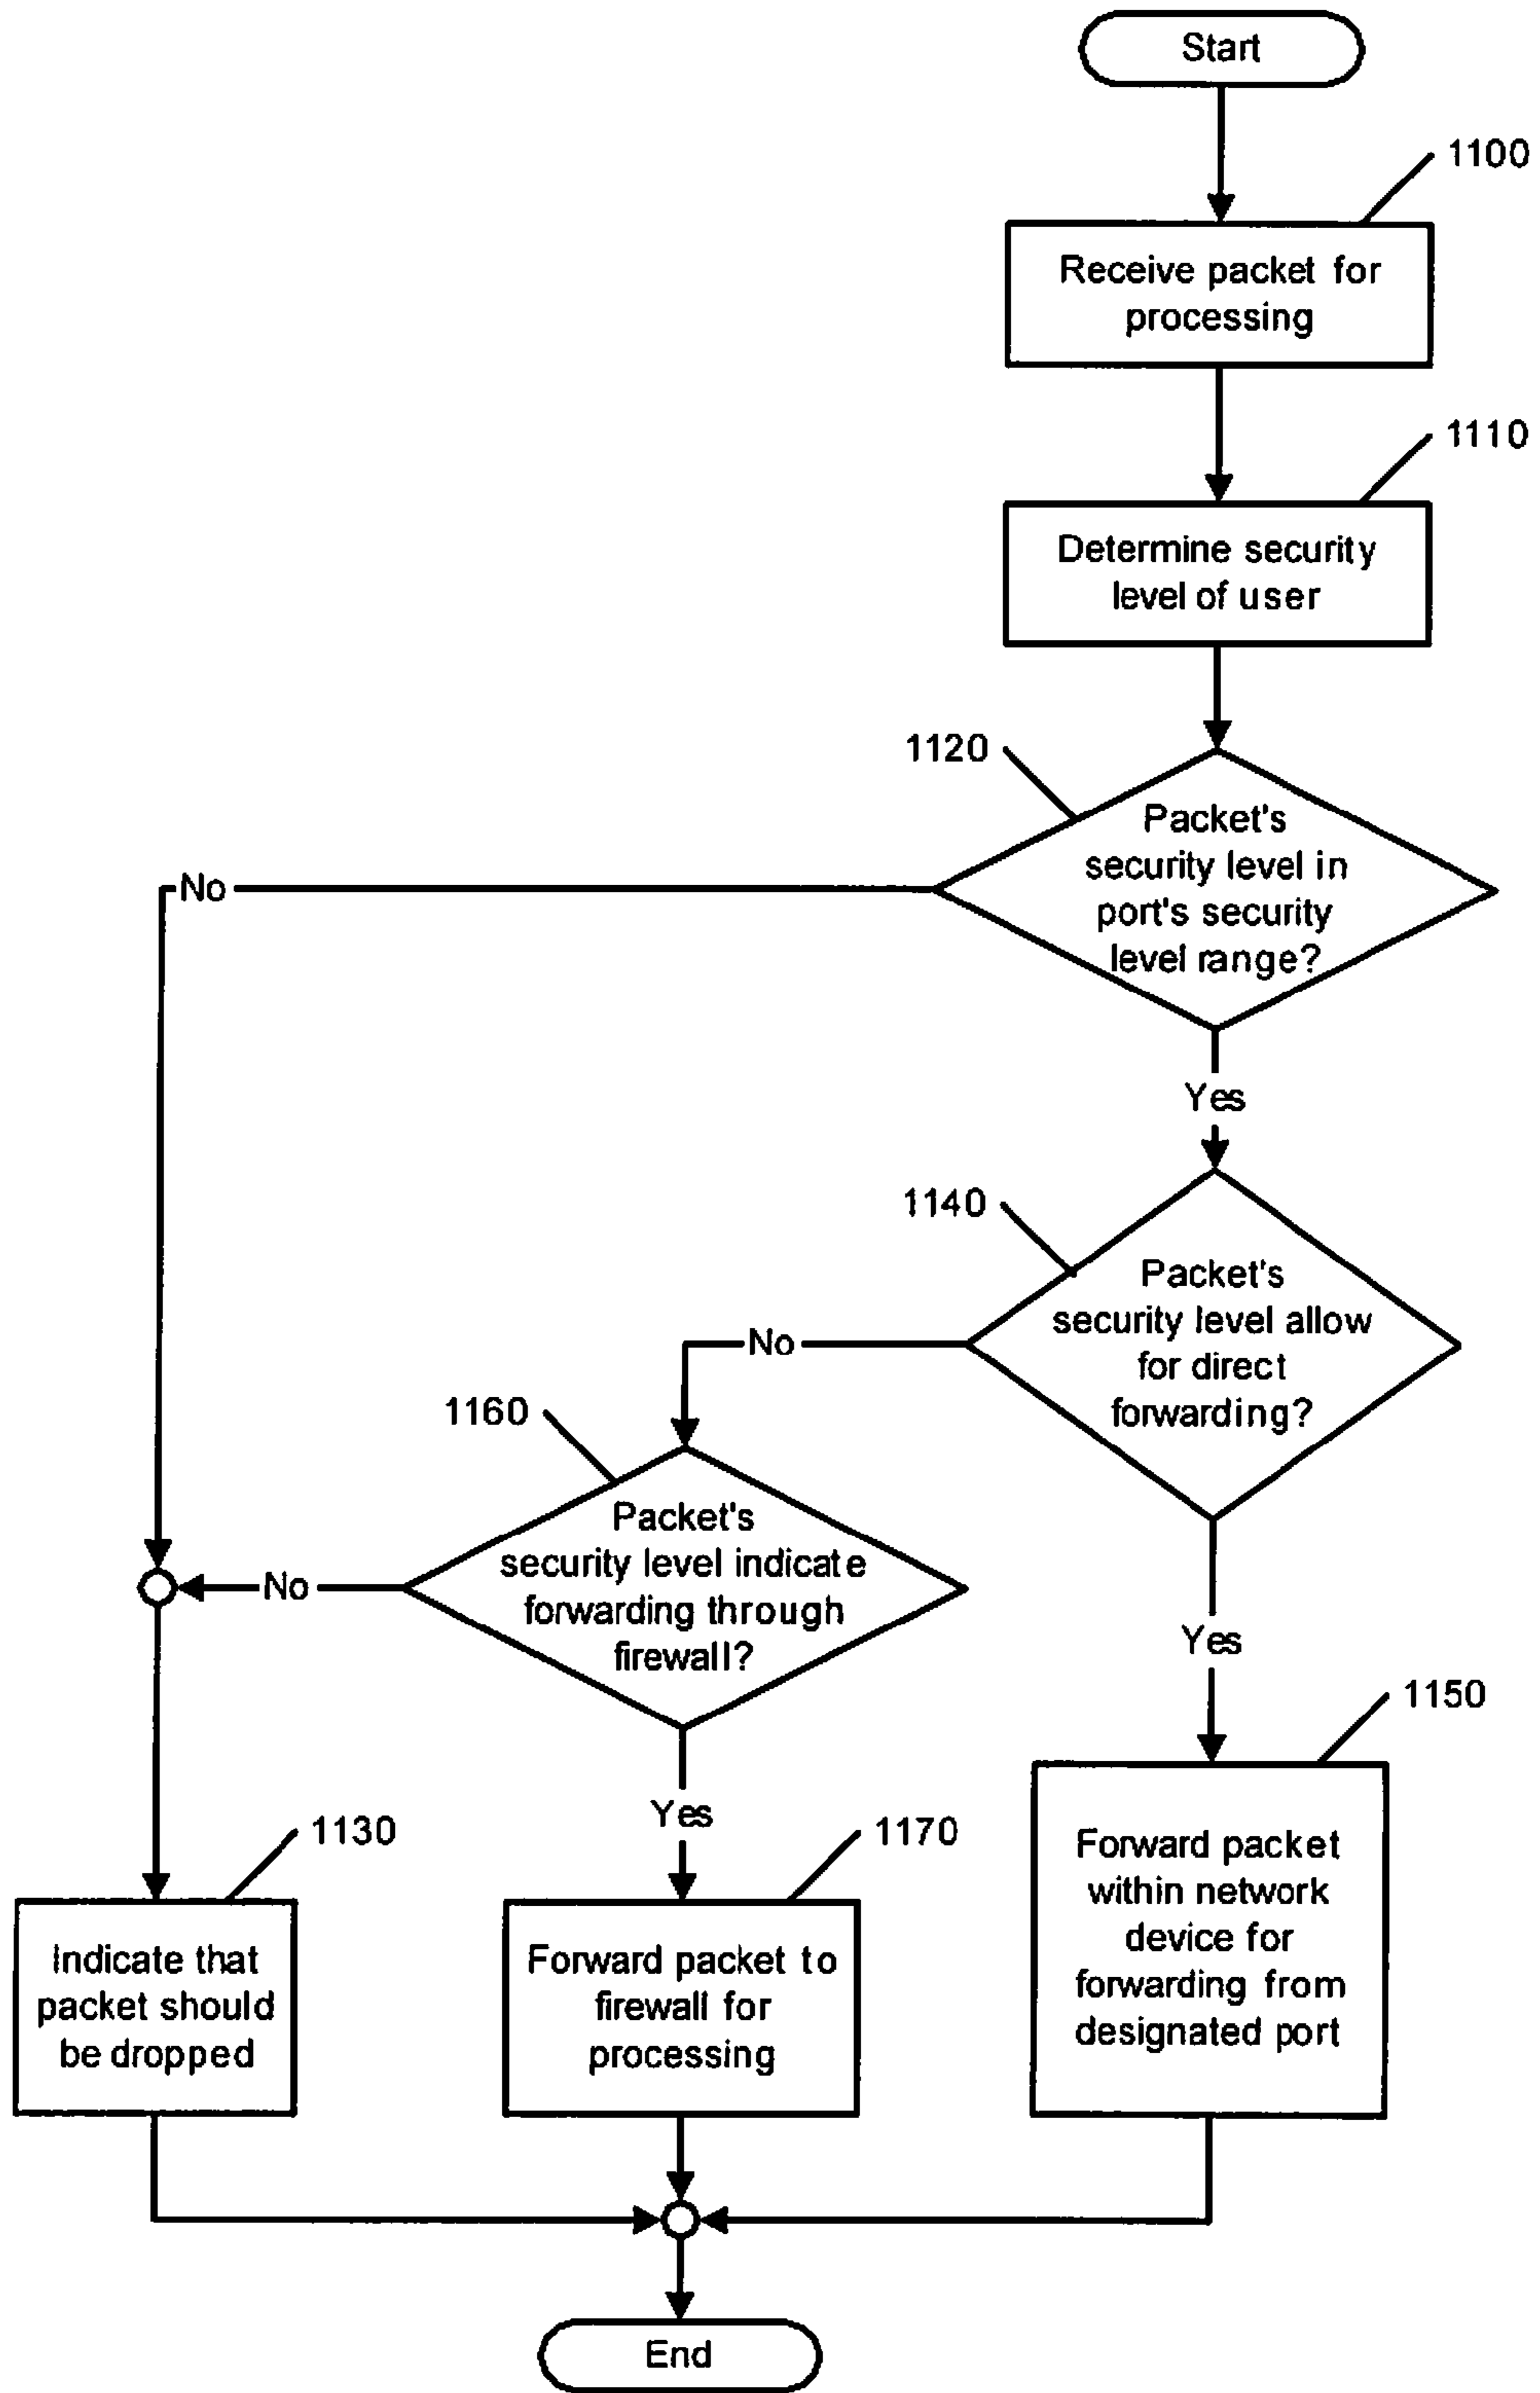 Start
1100
Receive packet for
processing
1110
Determine security
level of user
1120
Packet's
security level in
port's security
level range?
No
Yes
1140
Packet's
security level allow
for direct
forwarding?
No
1160
Packet's
security level indicate
forwarding through
firewall?
No
Yes
Yes
1150
Forward packet
within network
device for
forwarding from
designated port
1130
Indicate that
packet should
be dropped
1170
Forward packet to
firewall for
processing
End